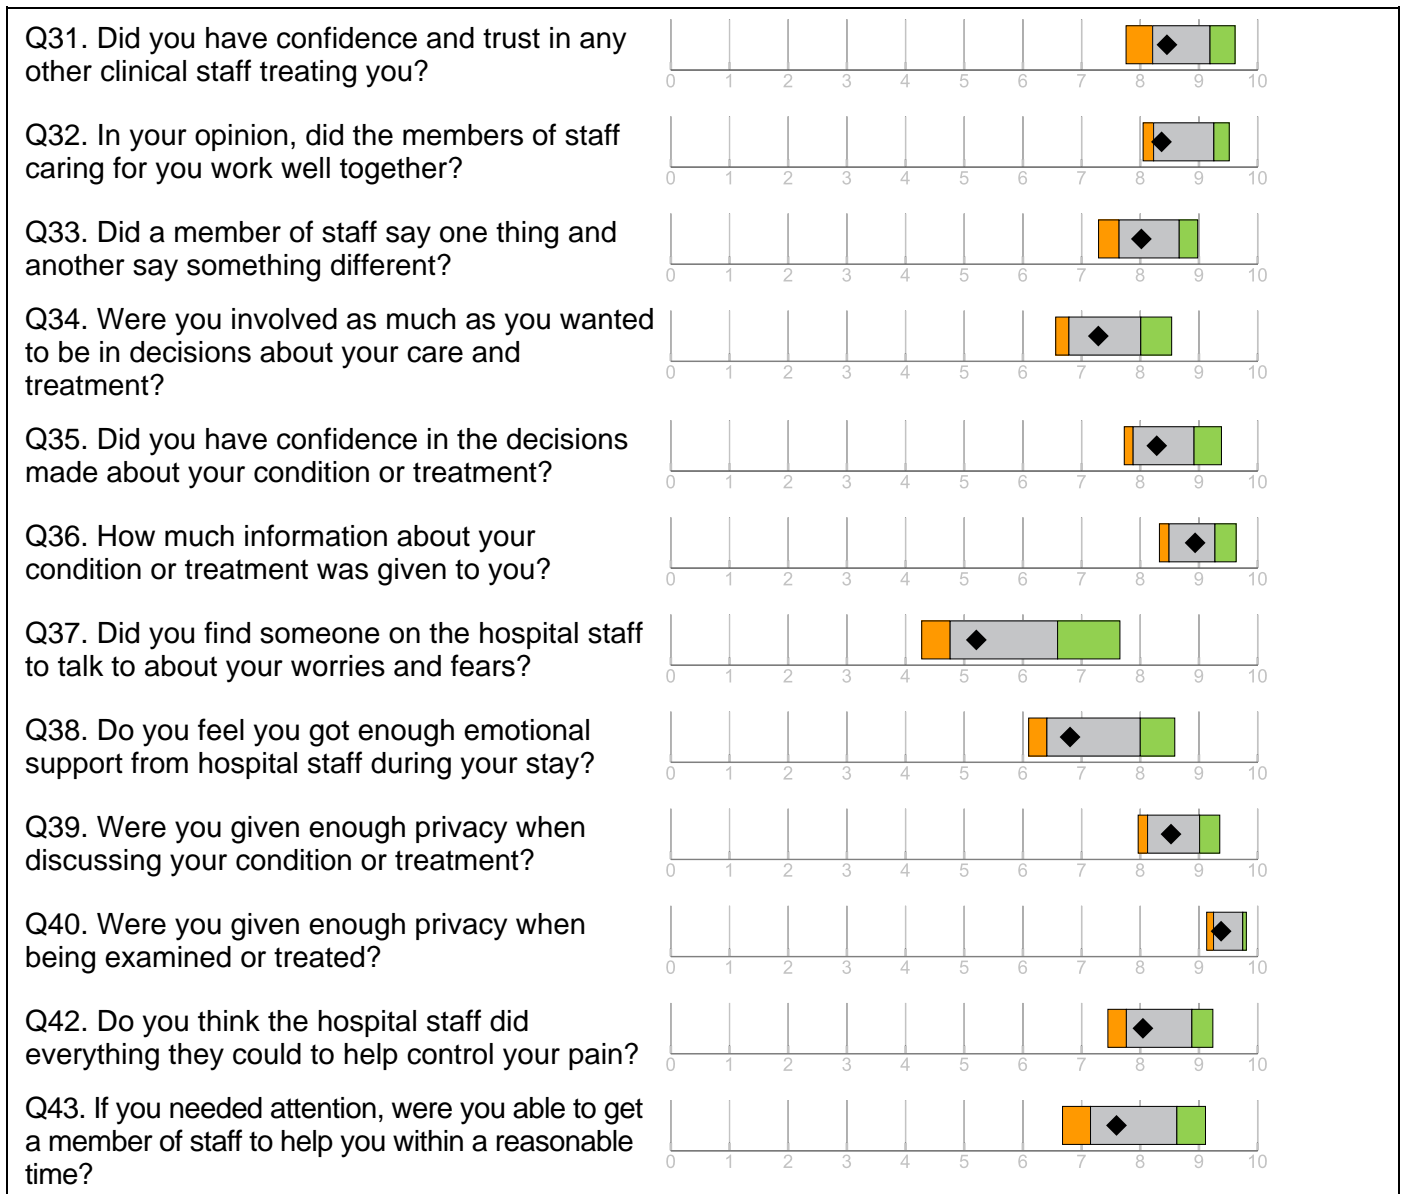 Q31. Did you have confidence and trust in any
other clinical staff treating you?
0 1 2 3 4 5 6 7 8 9 10
Q32. In your opinion, did the members of staff
caring for you work well together?
0 1 2 3 4 5 6 7 8 9 10
Q33. Did a member of staff say one thing and
another say something different?
0 1 2 3 4 5 6 7 8 9 10
Q34. Were you involved as much as you wanted
to be in decisions about your care and
treatment?
0 1 2 3 4 5 6 7 8 9 10
Q35. Did you have confidence in the decisions
made about your condition or treatment?
0 1 2 3 4 5 6 7 8 9 10
Q36. How much information about your
condition or treatment was given to you?
0 1 2 3 4 5 6 7 8 9 10
Q37. Did you find someone on the hospital staff
to talk to about your worries and fears?
0 1 2 3 4 5 6 7 8 9 10
Q38. Do you feel you got enough emotional
support from hospital staff during your stay?
0 1 2 3 4 5 6 7 8 9 10
Q39. Were you given enough privacy when
discussing your condition or treatment?
0 1 2 3 4 5 6 7 8 9 10
Q40. Were you given enough privacy when
being examined or treated?
0 1 2 3 4 5 6 7 8 9 10
Q42. Do you think the hospital staff did
everything they could to help control your pain?
0 1 2 3 4 5 6 7 8 9 10
Q43. If you needed attention, were you able to get
a member of staff to help you within a reasonable
time?
0 1 2 3 4 5 6 7 8 9 10